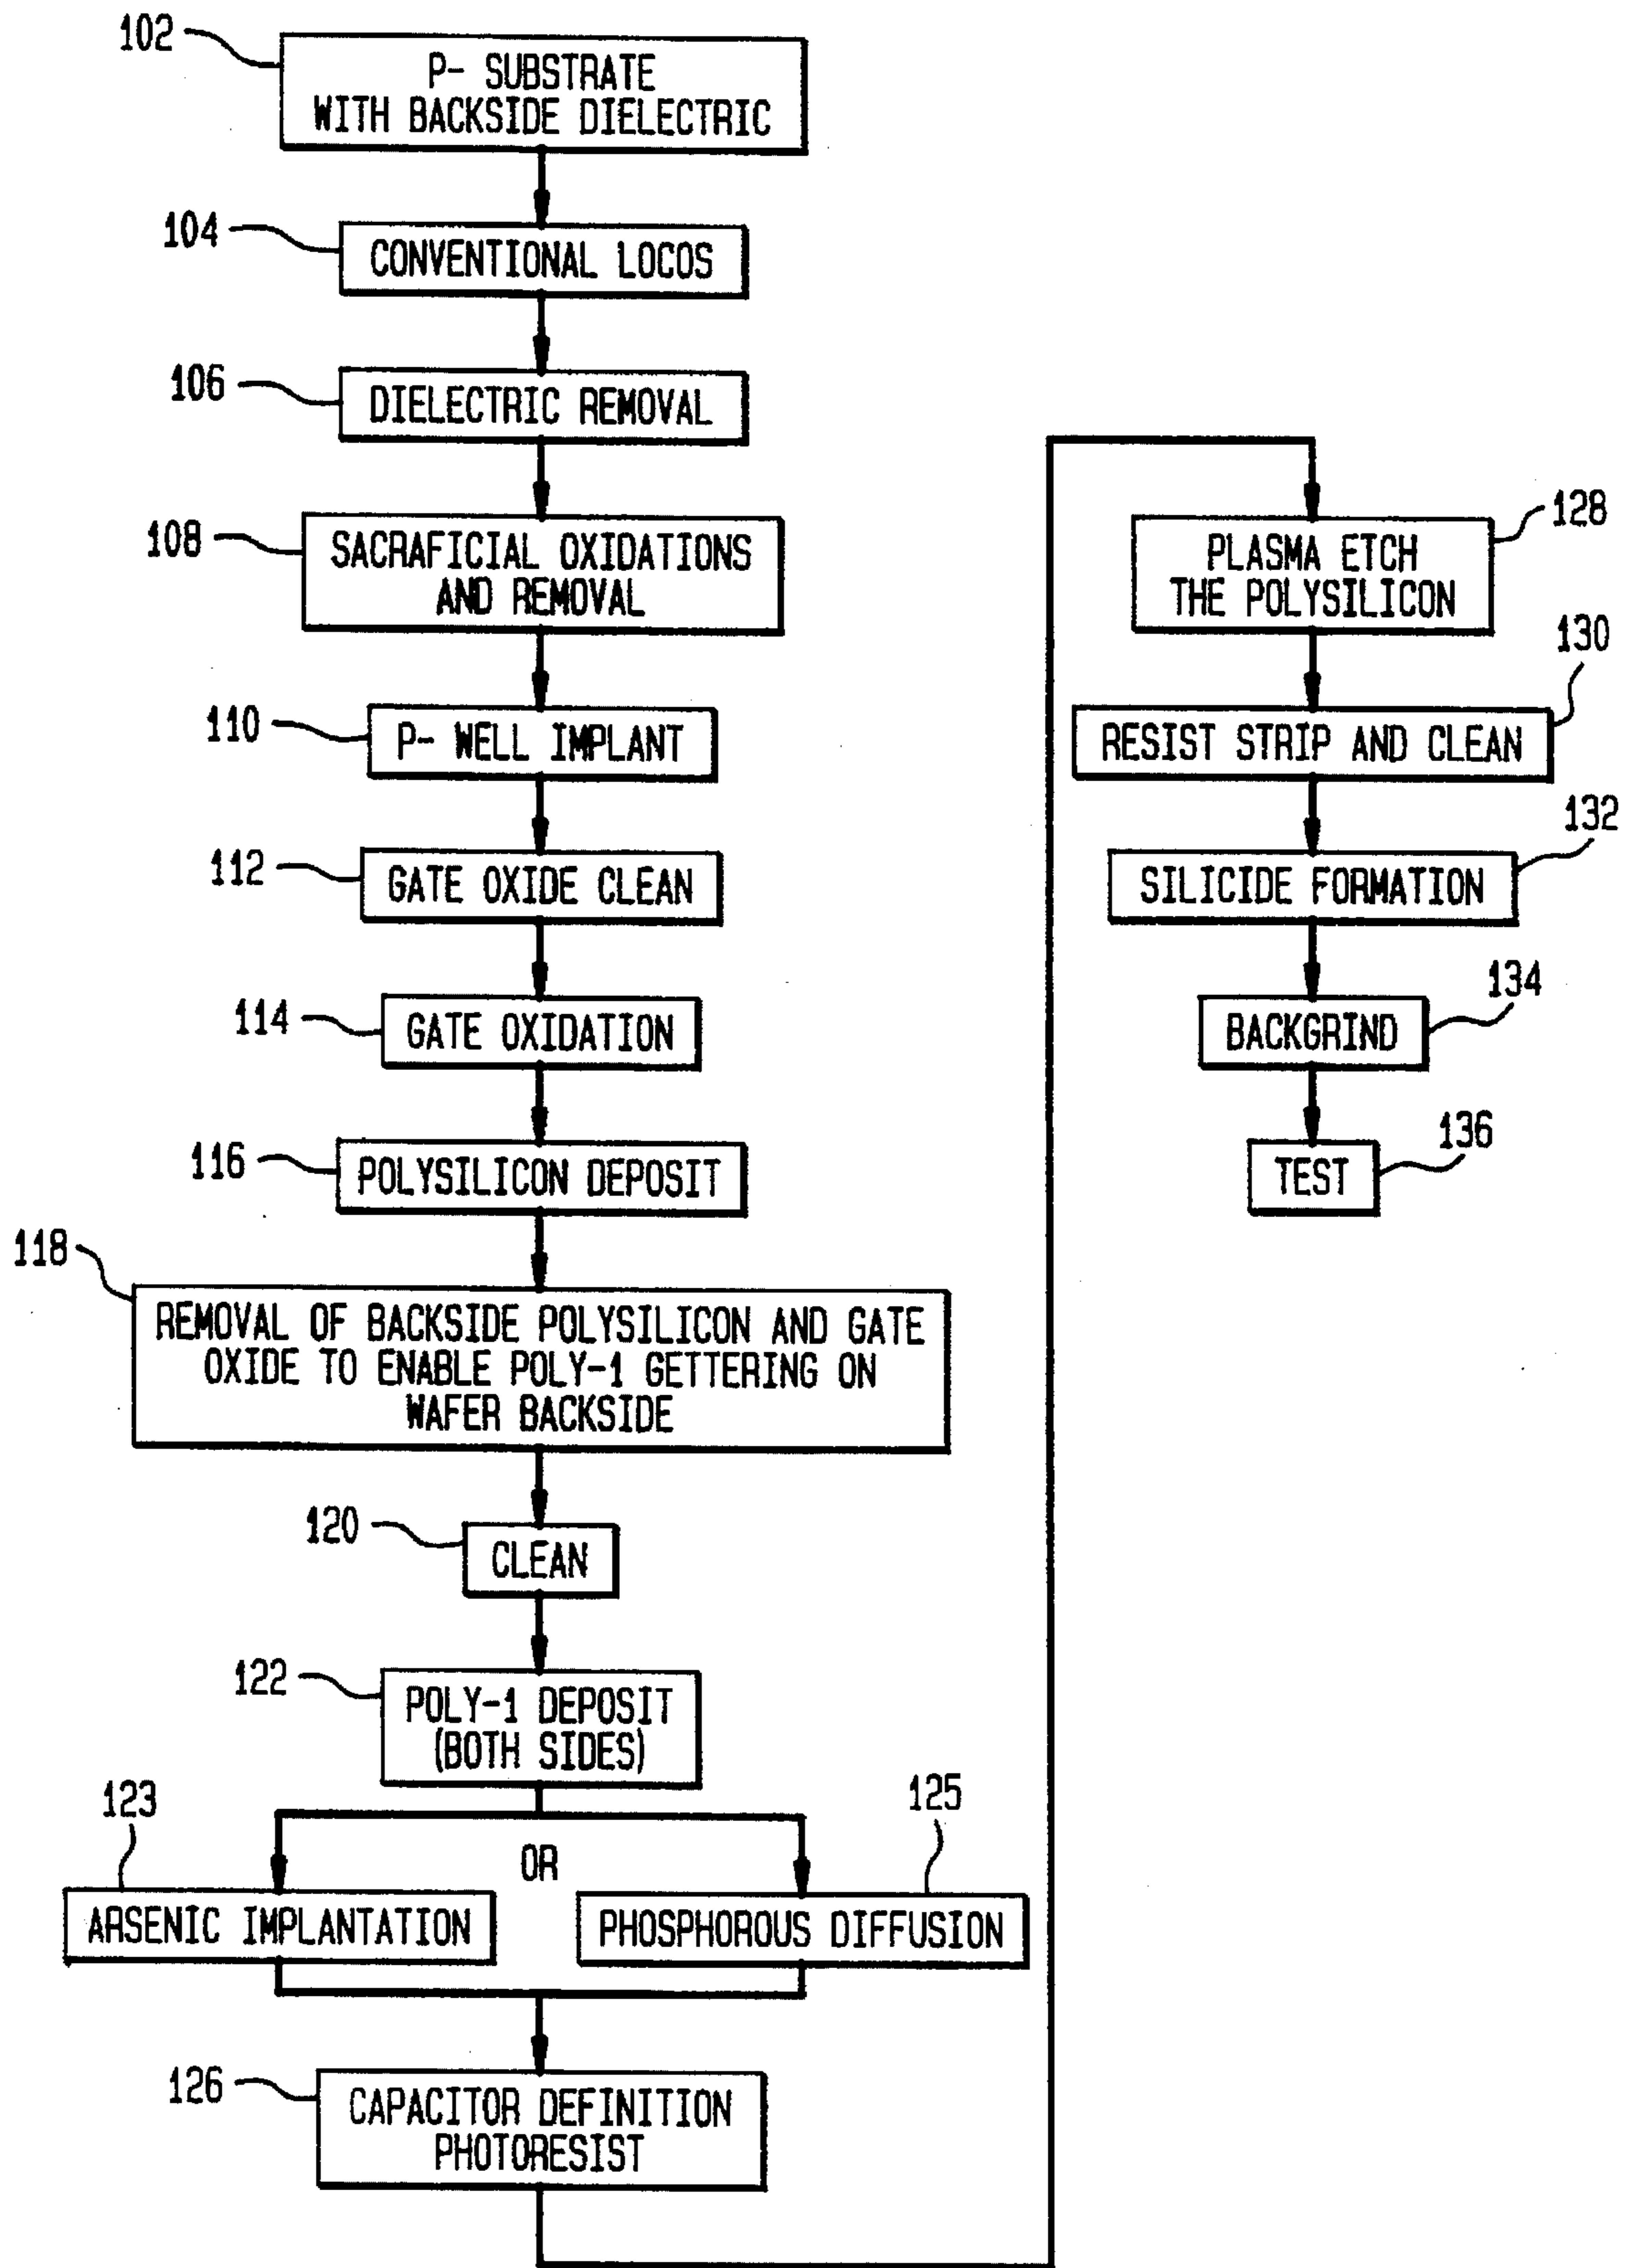 102
P- SUBSTRATE
WITH BACKSIDE DIELECTRIC
104
CONVENTIONAL LOCOS
106
DIELECTRIC REMOVAL
108
SACRAFICIAL OXIDATIONS
AND REMOVAL
110
P- WELL IMPLANT
112
GATE OXIDE CLEAN
114
GATE OXIDATION
116
POLYSILICON DEPOSIT
118
REMOVAL OF BACKSIDE POLYSILICON AND GATE
OXIDE TO ENABLE POLY-1 GETTERING ON
WAFER BACKSIDE
120
CLEAN
122
POLY-1 DEPOSIT
(BOTH SIDES)
123
ARSENIC IMPLANTATION
OR
125
PHOSPHOROUS DIFFUSION
126
CAPACITOR DEFINITION
PHOTORESIST
128
PLASMA ETCH
THE POLYSILICON
130
RESIST STRIP AND CLEAN
132
SILICIDE FORMATION
134
BACKGRIND
136
TEST